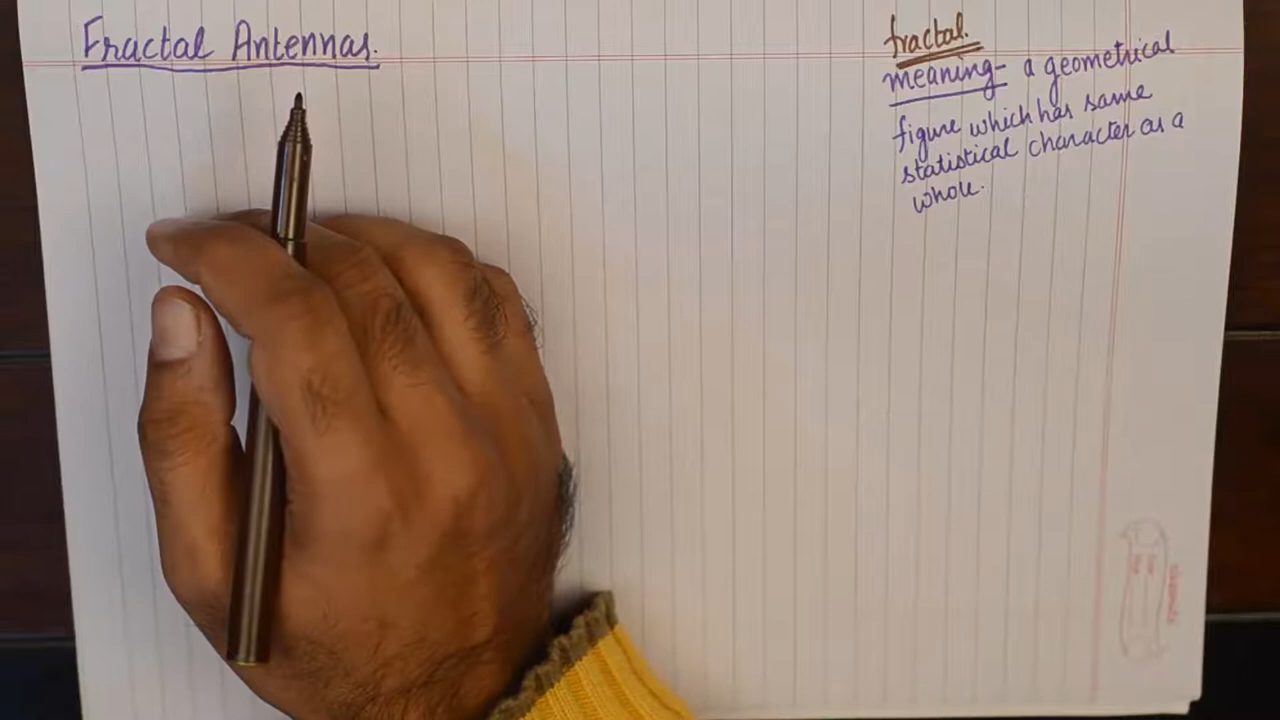 Fractal Antennas.
fractal.
meaning- a geometrical
figure which has same
statistical character as a
whole.